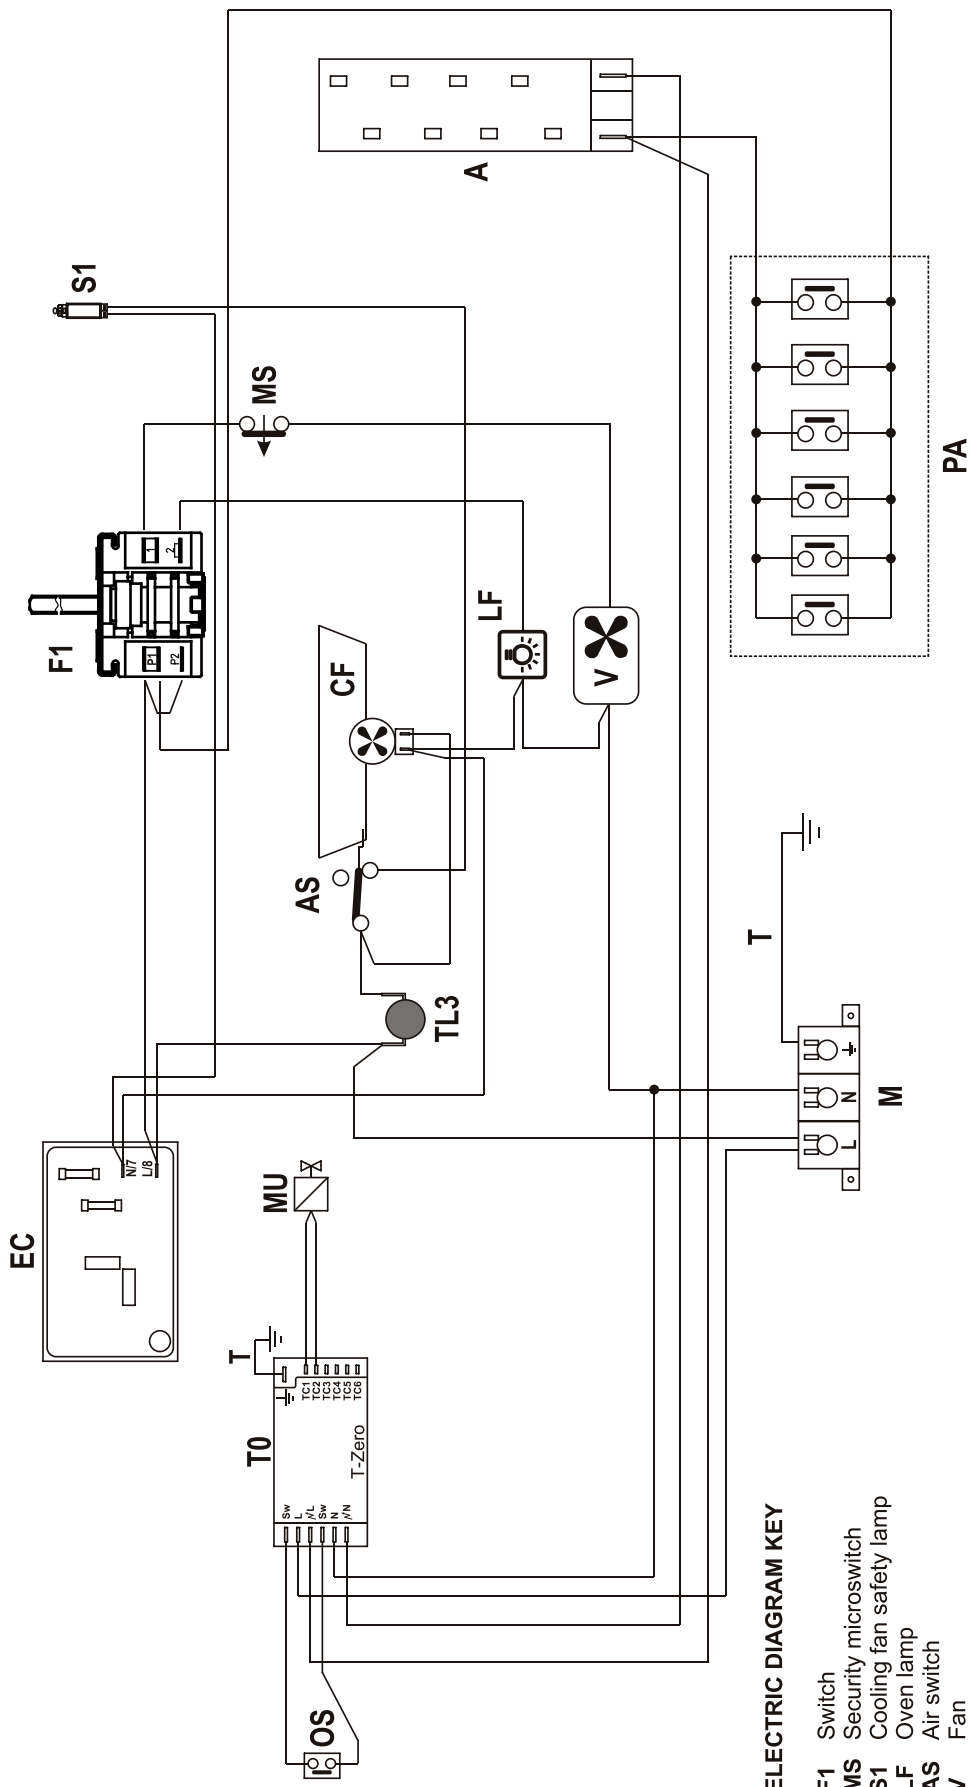 A
S1
MS
PA
F1
1
2
P1
P2
LF
CF
V
AS
TL3
T
M
L
N
EC
N/7
L/8
MU
T
T0
T-Zero
TC1
TC2
TC3
TC4
TC5
TC6
Sw
L
Sw
N
OS
ELECTRIC DIAGRAM KEY
F1 Switch
MS Security microswitch
S1 Cooling fan safety lamp
LF Oven lamp
AS Air switch
V Fan